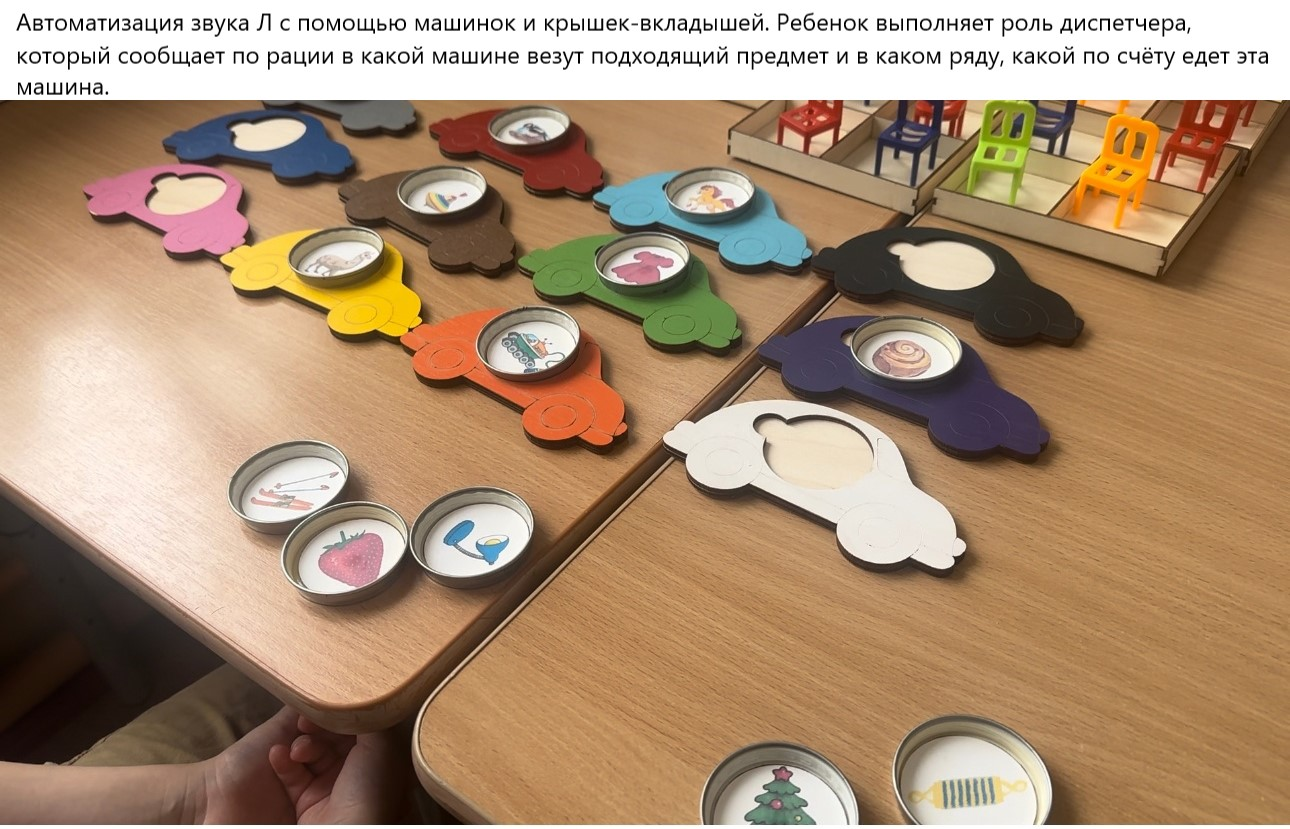 Автоматизация звука Л с помощью машинок и крышек-вкладышей. Ребенок выполняет роль диспетчера,
который сообщает по рации в какой машине везут подходящий предмет и в каком ряду, какой по счёту едет эта
машина.